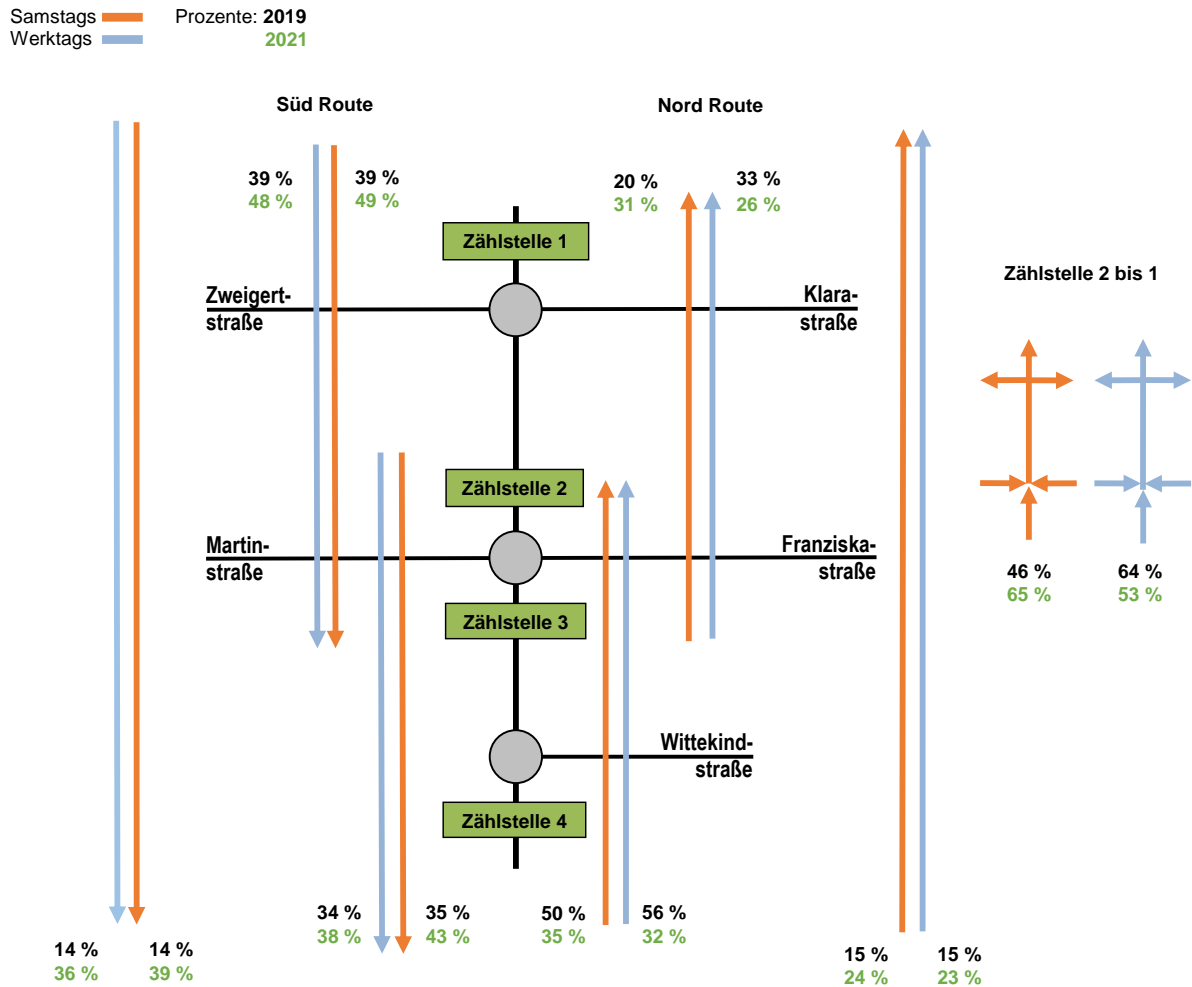 Samstags Prozente: 2019
Werktags 2021
Süd Route Nord Route
39 % 39 % 20 % 33 %
48 % 49 % 31 % 26 %
Zählstelle 1
Zählstelle 2 bis 1
Zweigert- Klara-
straße straße
Zählstelle 2
Martin- Franziska-
straße straße
46 % 64 %
65 % 53 %
Zählstelle 3
Wittekind-
straße
Zählstelle 4
34 % 35 % 50 % 56 %
38 % 43 % 35 % 32 %
14 % 14 % 15 % 15 %
36 % 39 % 24 % 23 %